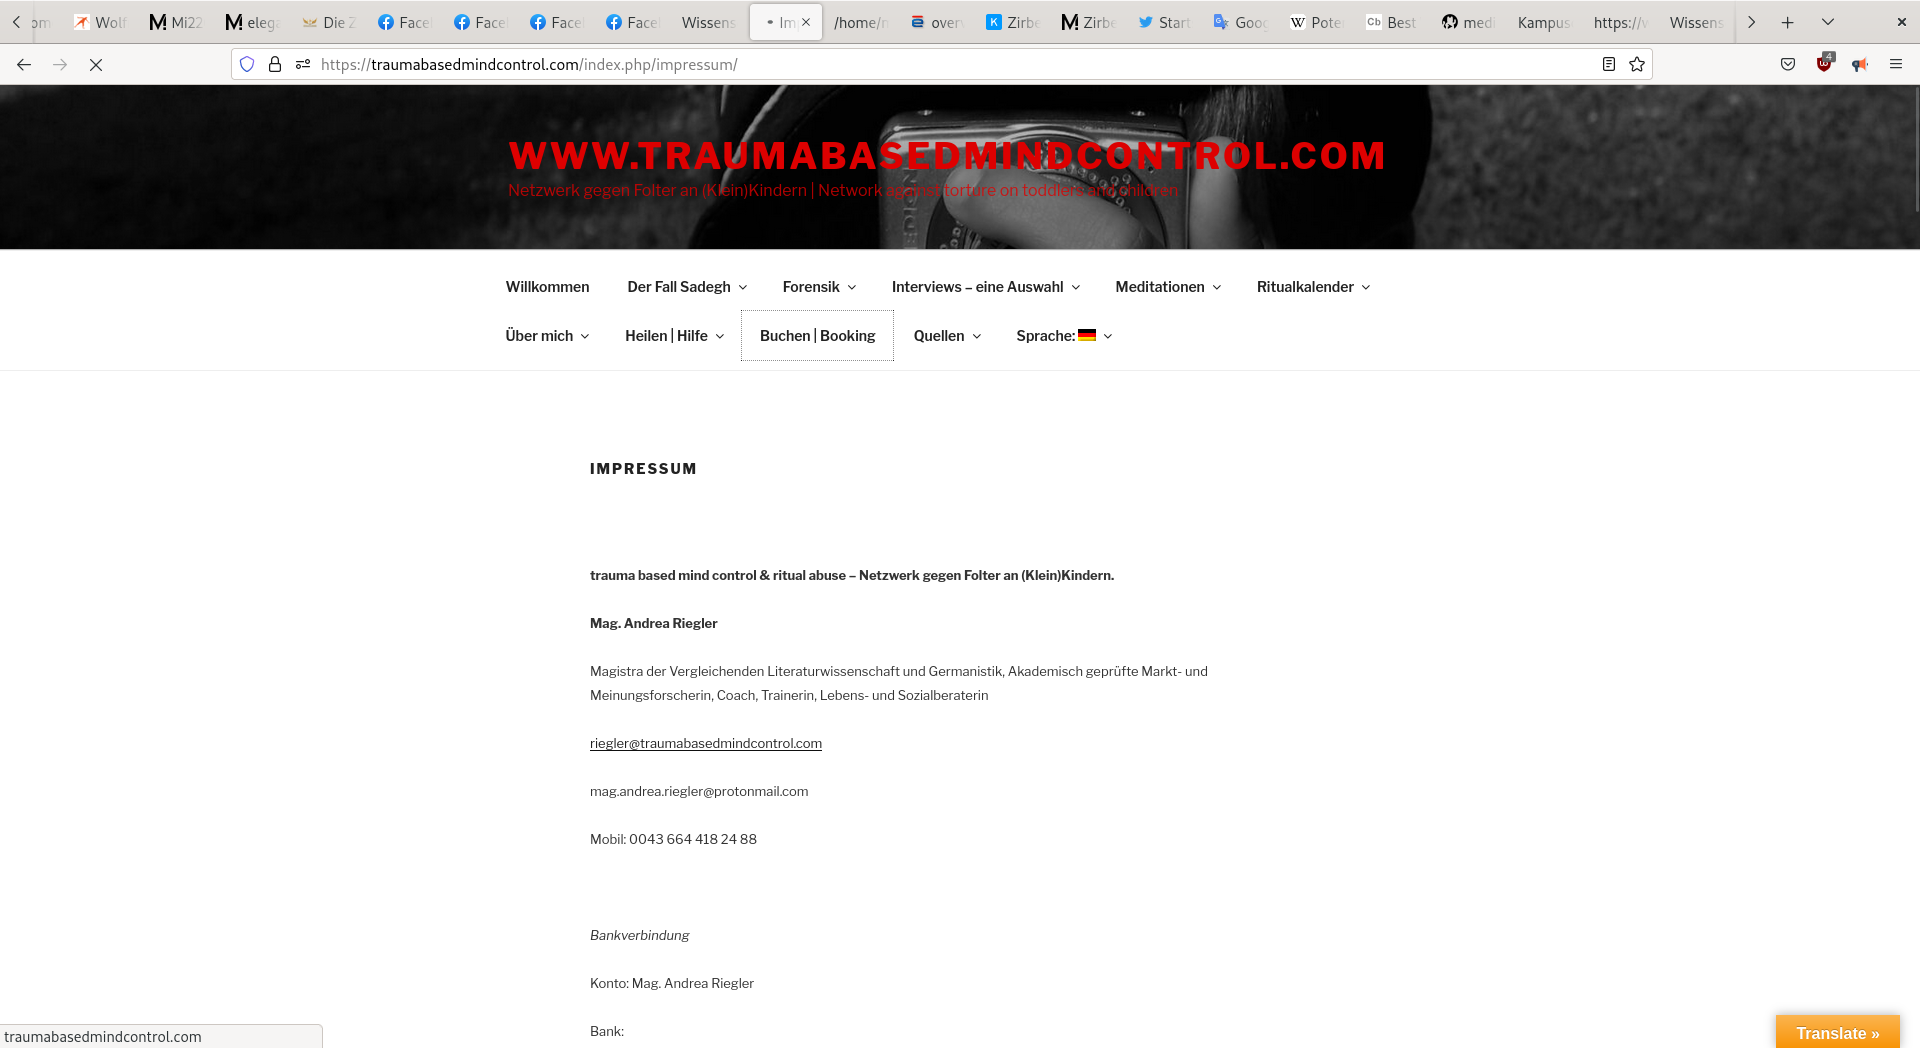 Wolf
Mi22
eleg
Die Z
Facel
Facel
Facel
Facel
Wissens
Im
/home/n
over
Zirbe
Zirbe
Start
Goog
Pote
Best
medi
Kampus
https://v
Wissens
https://traumabasedmindcontrol.com/index.php/impressum/
4
WWW.TRAUMABASEDMINDCONTROL.COM
Netzwerk gegen Folter an (Klein)Kindern | Network against torture on toddlers and children
Willkommen
Der Fall Sadegh
Forensik
Interviews – eine Auswahl
Meditationen
Ritualkalender
Über mich
Heilen | Hilfe
Buchen | Booking
Quellen
Sprache:
IMPRESSUM
trauma based mind control & ritual abuse – Netzwerk gegen Folter an (Klein)Kindern.
Mag. Andrea Riegler
Magistra der Vergleichenden Literaturwissenschaft und Germanistik, Akademisch geprüfte Markt- und
Meinungsforscherin, Coach, Trainerin, Lebens- und Sozialberaterin
riegler@traumabasedmindcontrol.com
mag.andrea.riegler@protonmail.com
Mobil: 0043 664 418 24 88
Bankverbindung
Konto: Mag. Andrea Riegler
Bank:
traumabasedmindcontrol.com
Translate »